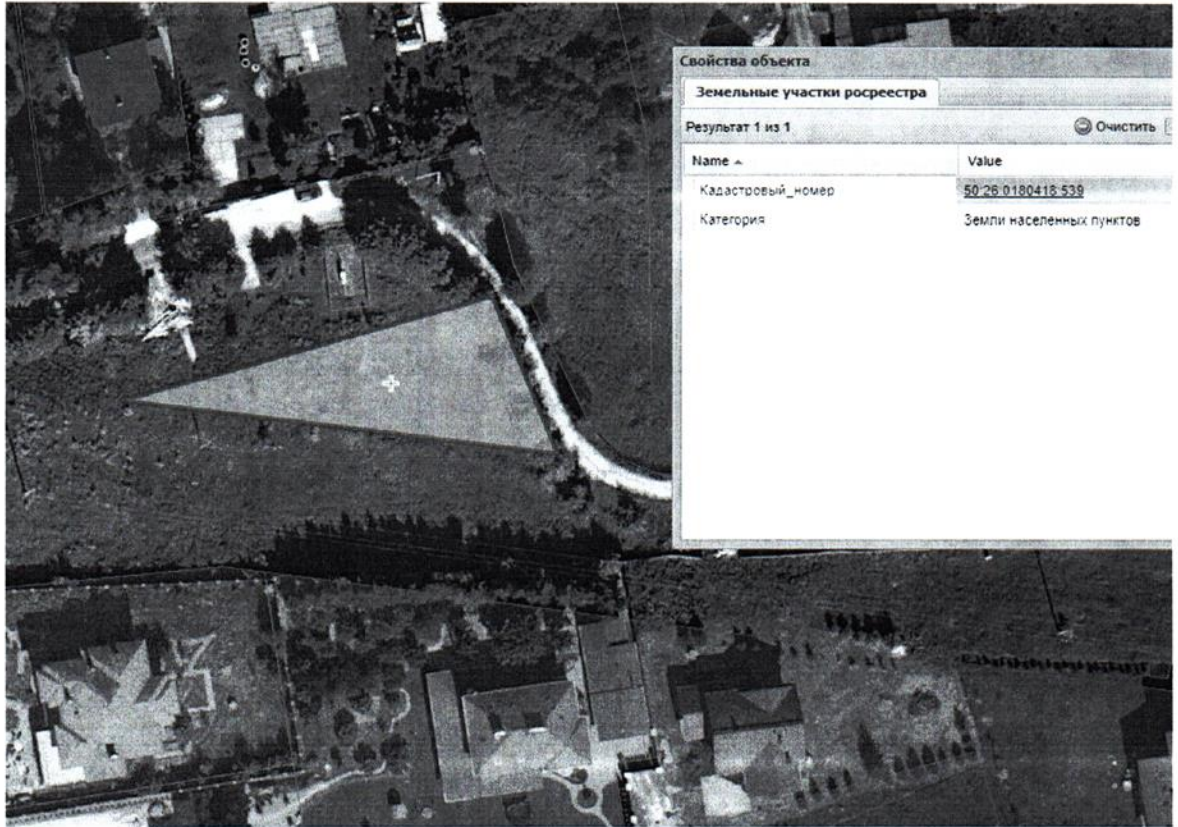 Свойства объекта
Земельные участки росреестра
Результат 1 из 1 Очистить
Name Value
Кадастровый_номер 50:26:0180418:539
Категория Земли населенных пунктов